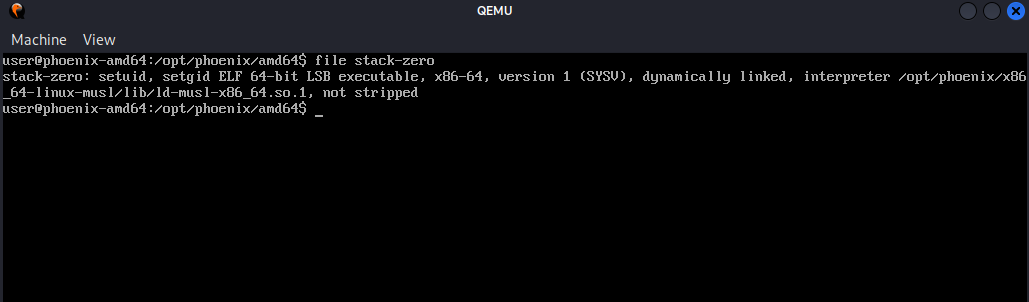 QEMU
Machine View
user@phoenix-amd64:/opt/phoenix/amd64$ file stack-zero
stack-zero: setuid, setgid ELF 64-bit LSB executable, x86-64, version 1 (SYSV), dynamically linked, interpreter /opt/phoenix/x86
_64-linux-musl/lib/ld-musl-x86_64.so.1, not stripped
user@phoenix-amd64:/opt/phoenix/amd64$ _